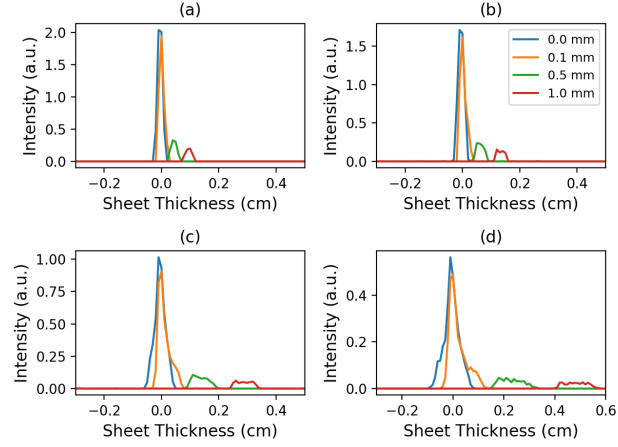 (a)
Intensity (a.u.)
2.0
1.5
1.0
0.5
0.0
−0.2 0.0 0.2 0.4
Sheet Thickness (cm)
(b)
Intensity (a.u.)
1.5
1.0
0.5
0.0
−0.2 0.0 0.2 0.4
Sheet Thickness (cm)
0.0 mm
0.1 mm
0.5 mm
1.0 mm
(c)
Intensity (a.u.)
1.00
0.75
0.50
0.25
0.00
−0.2 0.0 0.2 0.4
Sheet Thickness (cm)
(d)
Intensity (a.u.)
0.4
0.2
0.0
−0.2 0.0 0.2 0.4 0.6
Sheet Thickness (cm)